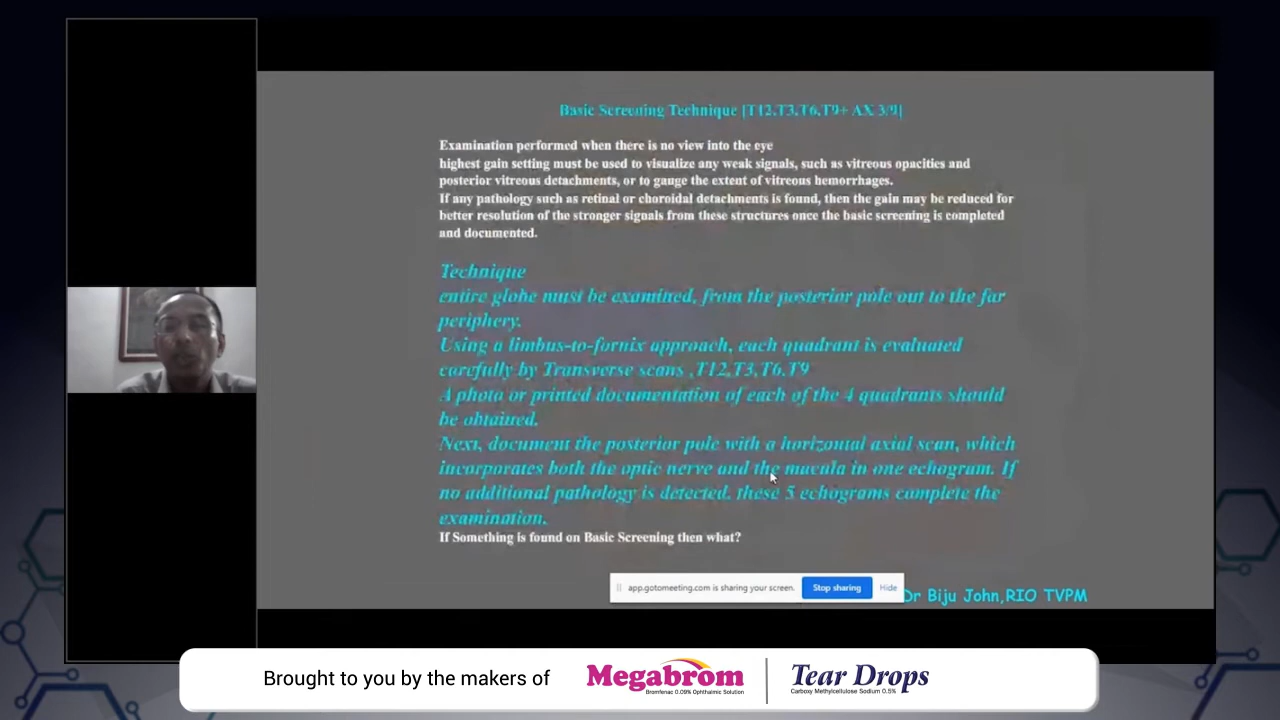 Basic Screening Technique [T12,T3,T6,T9+ AX 3/9]
Examination performed when there is no view into the eye
highest gain setting must be used to visualize any weak signals, such as vitreous opacities and
posterior vitreous detachments, or to gauge the extent of vitreous hemorrhages.
If any pathology such as retinal or choroidal detachments is found, then the gain may be reduced for
better resolution of the stronger signals from these structures once the basic screening is completed
and documented.
Technique
entire globe must be examined, from the posterior pole out to the far
periphery.
Using a limbus-to-fornix approach, each quadrant is evaluated
carefully by Transverse scans ,T12,T3,T6,T9
A photo or printed documentation of each of the 4 quadrants should
be obtained.
Next, document the posterior pole with a horizontal axial scan, which
incorporates both the optic nerve and the macula in one echogram. If
no additional pathology is detected, these 5 echograms complete the
examination.
If Something is found on Basic Screening then what?
app.gotomeeting.com is sharing your screen. Stop sharing Hide
Dr Biju John,RIO TVPM
Brought to you by the makers of Megabrom Tear Drops
Bromfenac 0.09% Ophthalmic Solution Carboxy Methylcellulose Sodium 0.5%